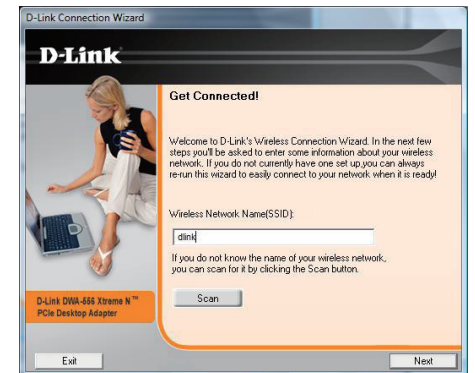 D-Link Connection Wizard
D-Link
Get Connected!
Welcome to D-Link's Wireless Connection Wizard. In the next few
steps you'll be asked to enter some information about your wireless
network. If you do not currently have one set up,you can always
re-run this wizard to easily connect to your network when it is ready!
Wireless Network Name(SSID):
dlink
If you do not know the name of your wireless network,
you can scan for it by clicking the Scan button.
Scan
D-Link DWA-556 Xtreme N™
PCIe Desktop Adapter
Exit
Next